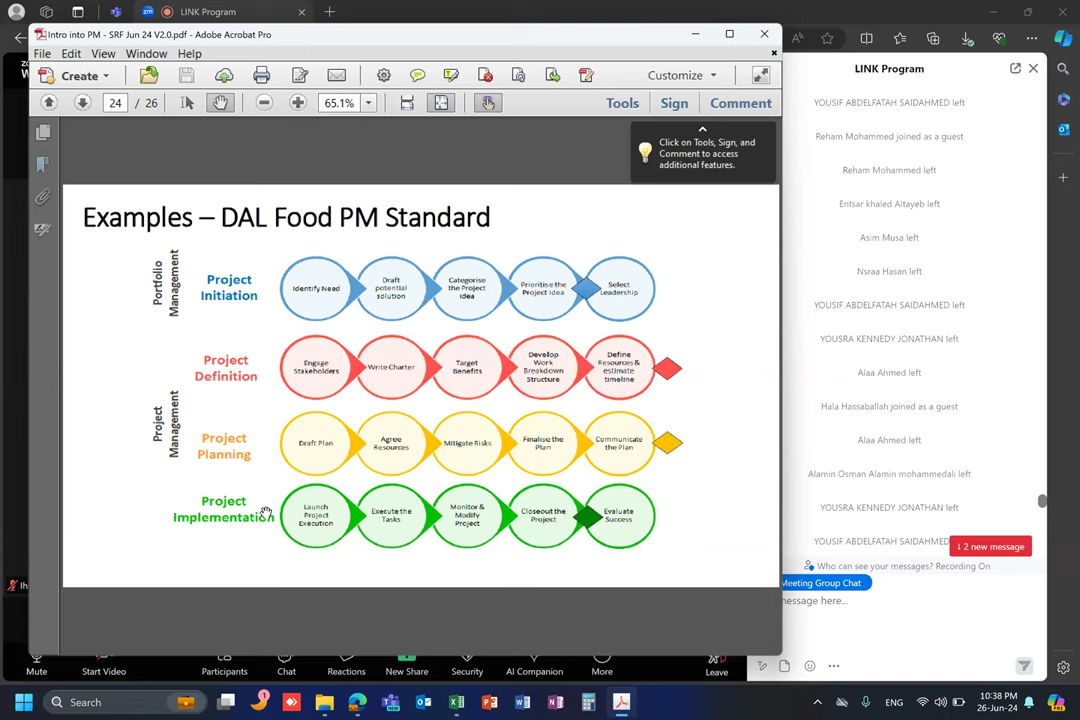 LINK Program
Intro into PM - SRF Jun 24 V2.0.pdf - Adobe Acrobat Pro
File Edit View Window Help
Create
Customize
24 / 26
65.1%
Tools Sign Comment
Click on Tools, Sign, and
Comment to access
additional features.
Examples – DAL Food PM Standard
Portfolio
Management
Project
Initiation
Identify Need
Draft
potential
solution
Categorise
the Project
Idea
Prioritise the
Project idea
Select
Leadership
Project
Definition
Engage
Stakeholders
Write Charter
Target
Benefits
Develop
Work
Breakdown
Structure
Define
Resources &
estimate
timeline
Project
Management
Project
Planning
Draft Plan
Agree
Resources
Mitigate Risks
Finalise the
Plan
Communicate
the Plan
Project
Implementation
Launch
Project
Execution
Execute the
Tasks
Monitor &
Modify
Project
Closeout the
Project
Evaluate
Success
LINK Program
YOUSIF ABDELFATAH SAIDAHMED left
Reham Mohammed joined as a guest
Reham Mohammed left
Entsar khaled Altayeb left
Asim Musa left
Nsraa Hasan left
YOUSIF ABDELFATAH SAIDAHMED left
YOUSRA KENNEDY JONATHAN left
Alaa Ahmed left
Hala Hassaballah joined as a guest
Alaa Ahmed left
Alamin Osman Alamin mohammedali left
YOUSRA KENNEDY JONATHAN left
YOUSIF ABDELFATAH SAIDAHMED
↓ 2 new message
Who can see your messages? Recording On
Meeting Group Chat
message here...
Mute
Start Video
Participants
Chat
Reactions
New Share
Security
AI Companion
More
Leave
Search
1
ENG
10:38 PM
26-Jun-24